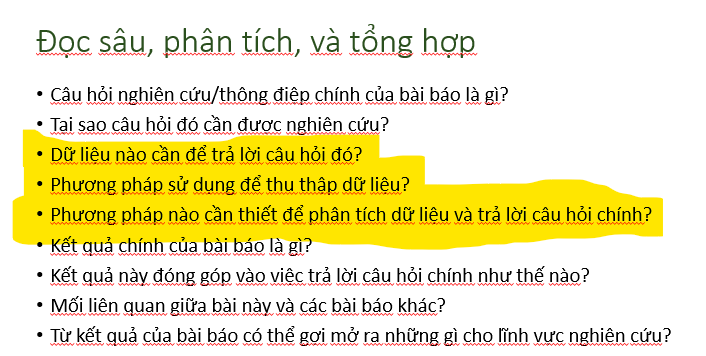 Đọc sâu, phân tích, và tổng hợp
• Câu hỏi nghiên cứu/thông điệp chính của bài báo là gì?
• Tại sao câu hỏi đó cần được nghiên cứu?
• Dữ liệu nào cần để trả lời câu hỏi đó?
• Phương pháp sử dụng để thu thập dữ liệu?
• Phương pháp nào cần thiết để phân tích dữ liệu và trả lời câu hỏi chính?
• Kết quả chính của bài báo là gì?
• Kết quả này đóng góp vào việc trả lời câu hỏi chính như thế nào?
• Mối liên quan giữa bài này và các bài báo khác?
• Từ kết quả của bài báo có thể gợi mở ra những gì cho lĩnh vực nghiên cứu?